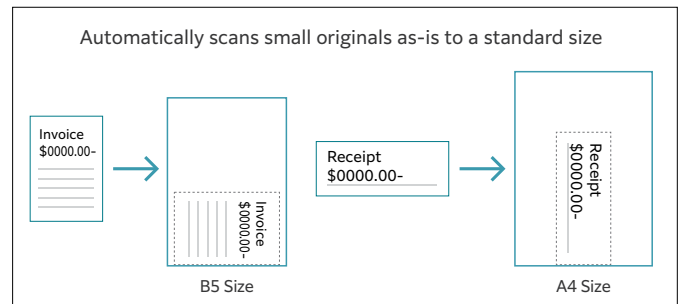 Automatically scans small originals as-is to a standard size
Invoice
$0000.00-
Invoice
$0000.00-
B5 Size
Receipt
$0000.00-
Receipt
$0000.00-
A4 Size